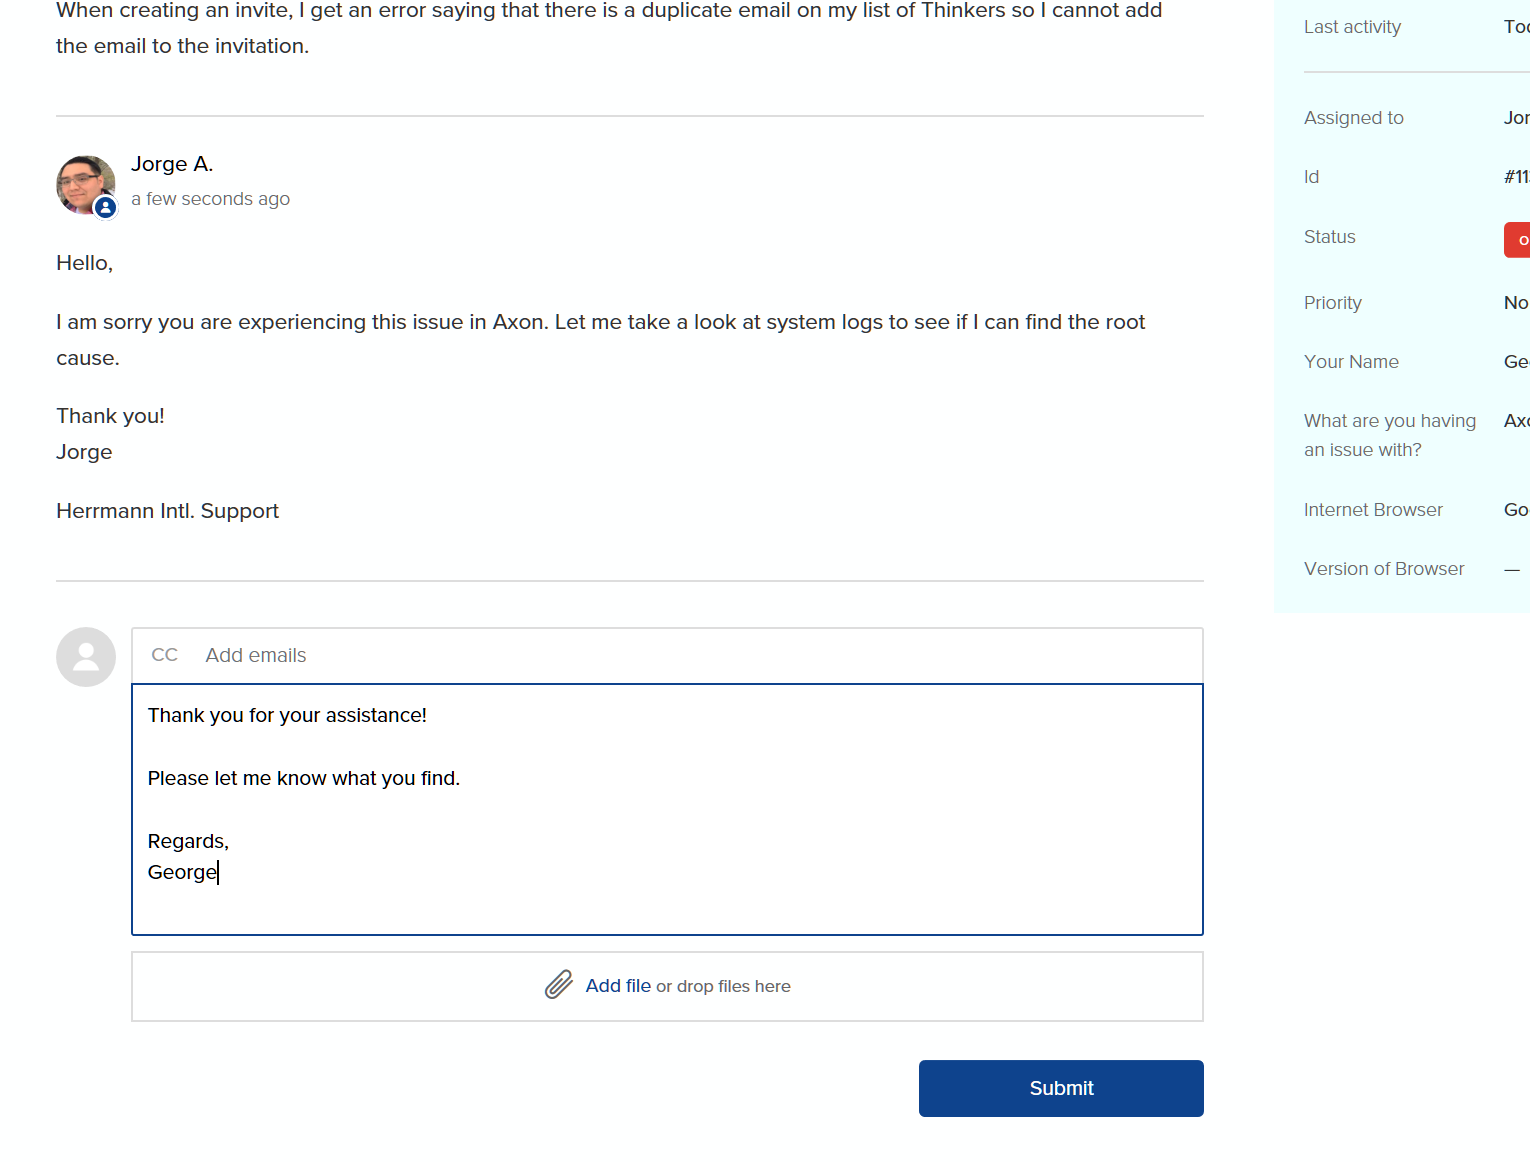 When creating an invite, I get an error saying that there is a duplicate email on my list of Thinkers so I cannot add
the email to the invitation.
Jorge A.
a few seconds ago
Hello,
I am sorry you are experiencing this issue in Axon. Let me take a look at system logs to see if I can find the root
cause.
Thank you!
Jorge
Herrmann Intl. Support
CC Add emails
Thank you for your assistance!
Please let me know what you find.
Regards,
George
Add file or drop files here
Submit
Last activity
Assigned to
Id
Status
Priority
Your Name
What are you having
an issue with?
Internet Browser
Version of Browser —